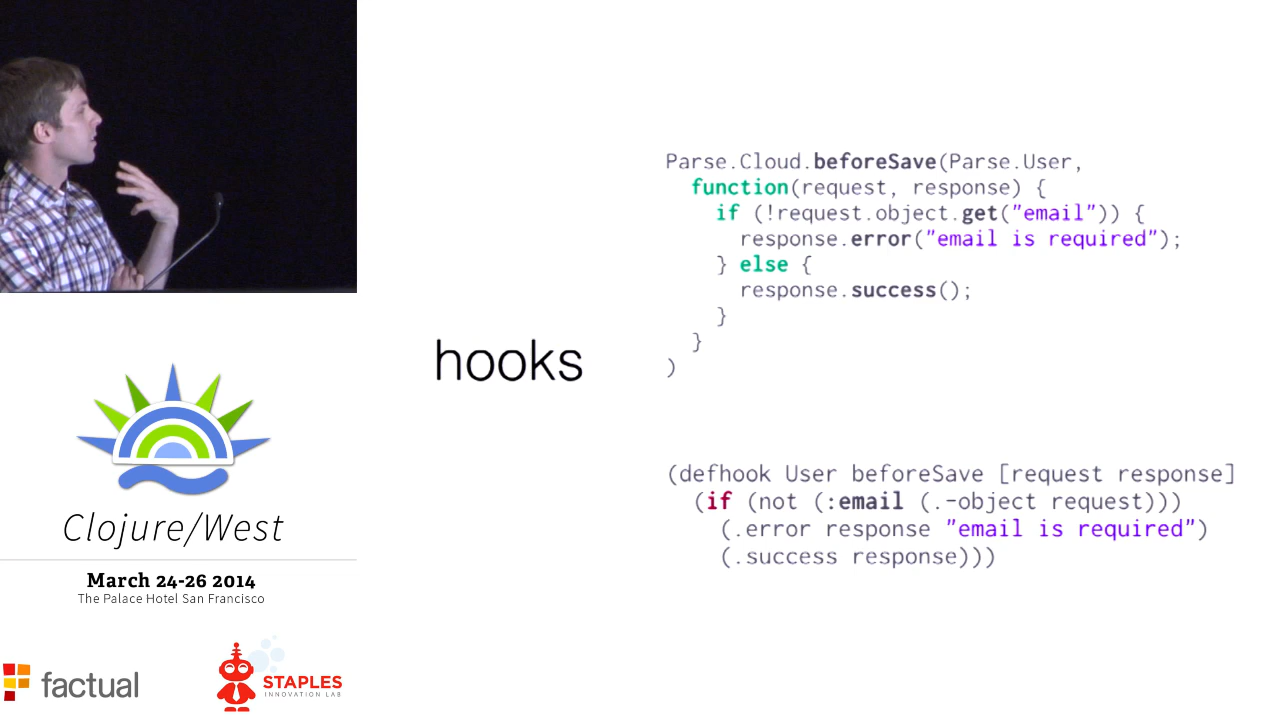 Clojure/West
March 24-26 2014
The Palace Hotel San Francisco
factual
STAPLES
INNOVATION LAB
hooks
Parse.Cloud.beforeSave(Parse.User,
function(request, response) {
if (!request.object.get("email")) {
response.error("email is required");
} else {
response.success();
}
}
)
(defhook User beforeSave [request response]
(if (not (:email (.-object request)))
(.error response "email is required")
(.success response)))